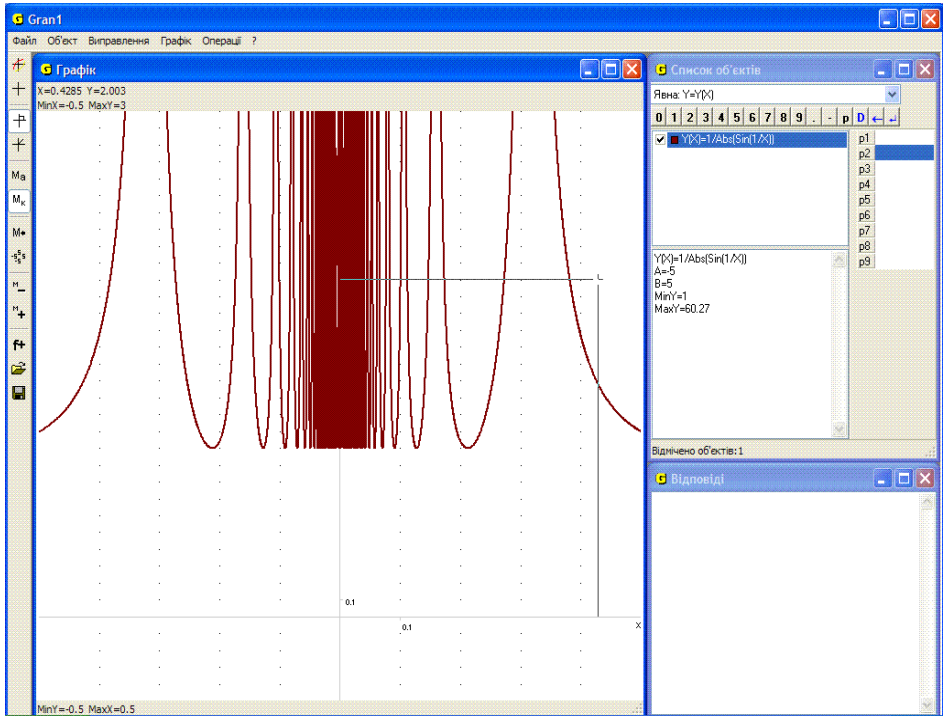 Gran1
Файл Об'єкт Виправлення Графік Операції ?
Графік
X=0.4285 Y=2.003
MinX=-0.5 MaxY=3
0.1
0.1
X
MinY=-0.5 MaxX=0.5
Ma
Mк
M•
M
M
f+
Список об'єктів
Явна: Y=Y(X)
0 1 2 3 4 5 6 7 8 9 . - p D ← ↵
Y(X)=1/Abs(Sin(1/X))
p1
p2
p3
p4
p5
p6
p7
p8
p9
Y(X)=1/Abs(Sin(1/X))
A=-5
B=5
MinY=1
MaxY=60.27
Відмічено об'єктів:1
Відповіді